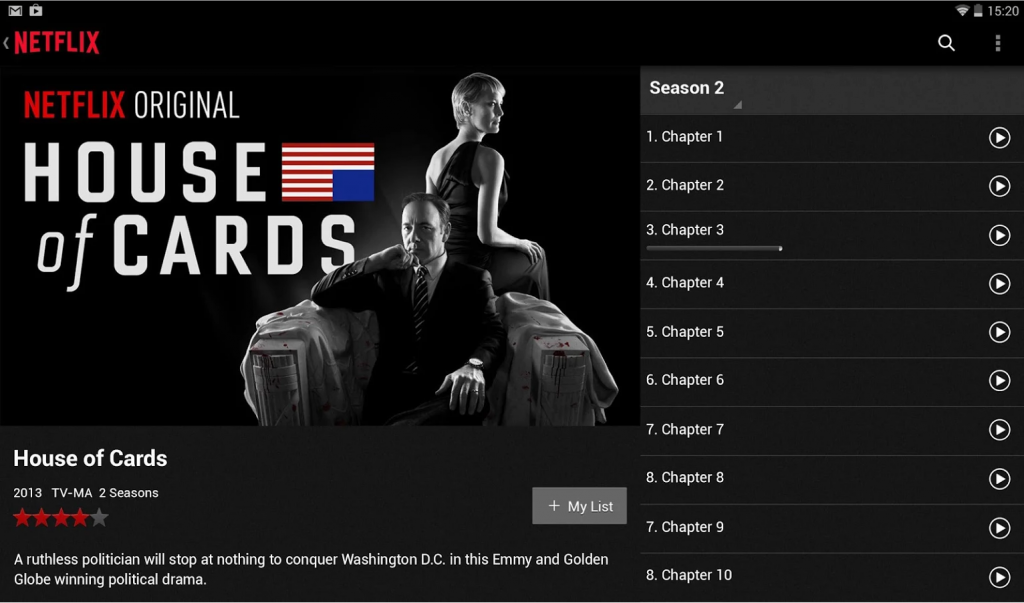 15:20
NETFLIX
NETFLIX ORIGINAL
HOUSE
of CARDS
House of Cards
2013 TV-MA 2 Seasons
+ My List
A ruthless politician will stop at nothing to conquer Washington D.C. in this Emmy and Golden
Globe winning political drama.
Season 2
1. Chapter 1
2. Chapter 2
3. Chapter 3
4. Chapter 4
5. Chapter 5
6. Chapter 6
7. Chapter 7
8. Chapter 8
7. Chapter 9
8. Chapter 10